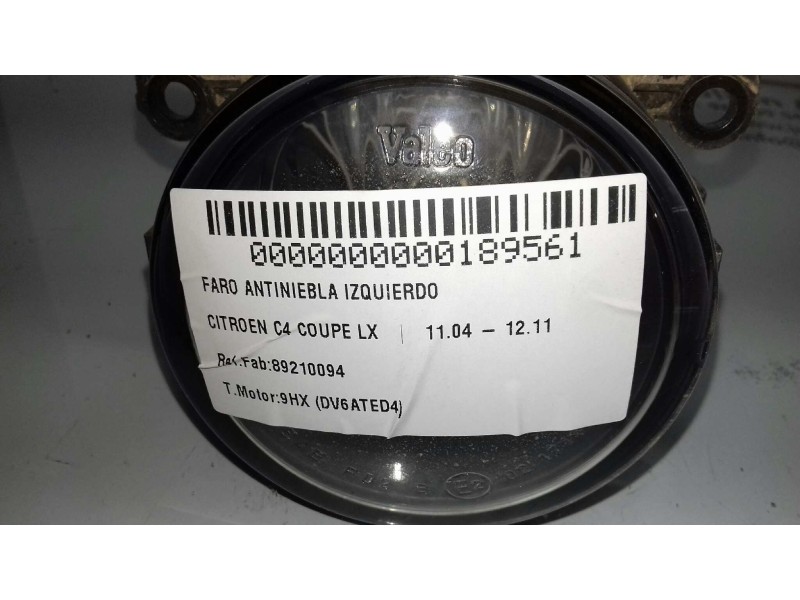 Valeo
0000000000189561
FARO ANTINIEBLA IZQUIERDO
CITROEN C4 COUPE LX | 11.04 – 12.11
Ref.Fab:89210094
T.Motor:9HX (DV6ATED4)